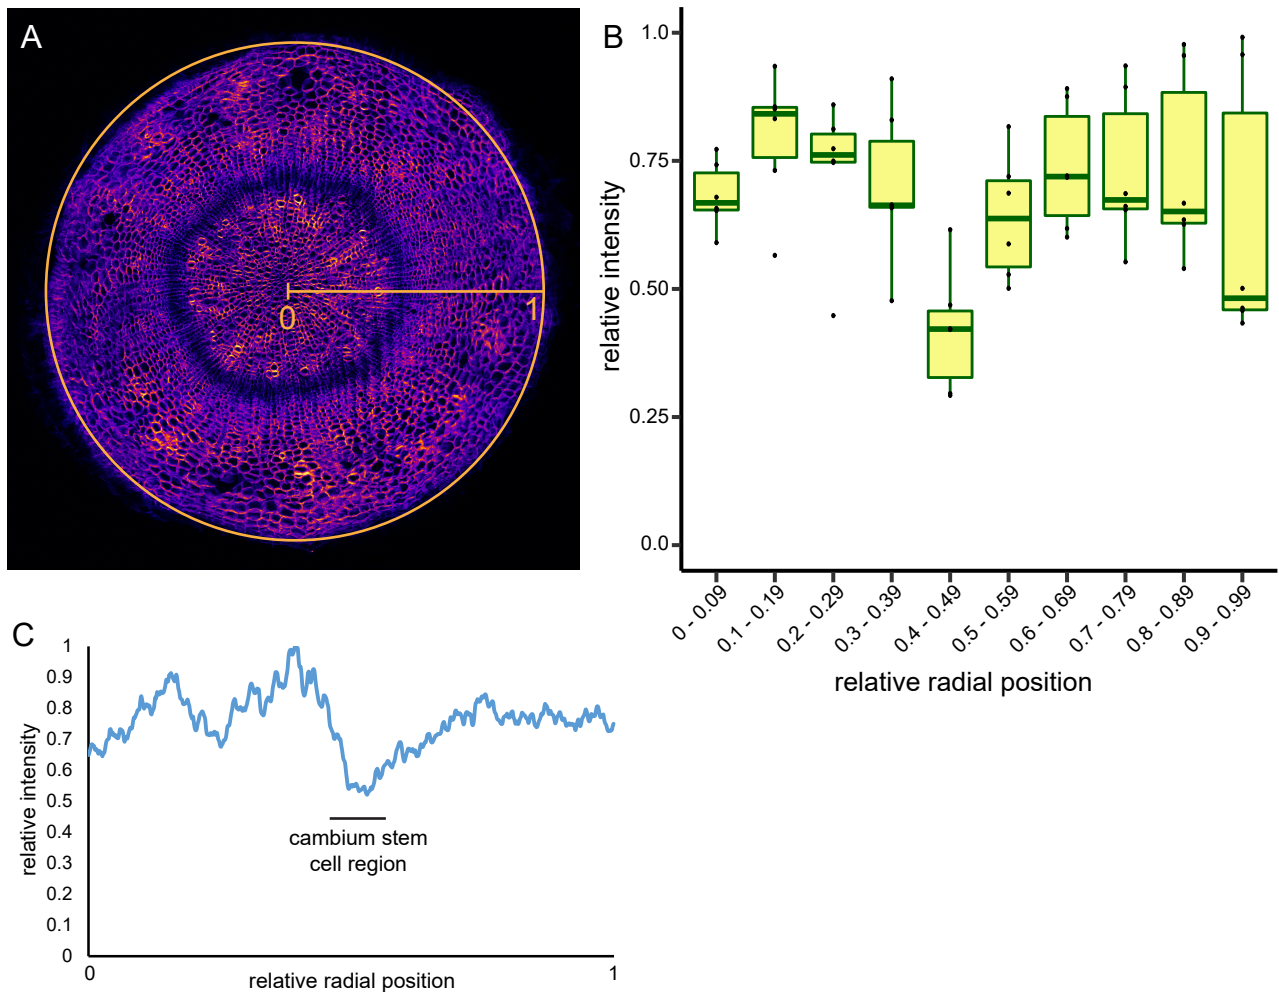 A
0
1
B
relative intensity
1.0
0.75
0.50
0.25
0.0
0 - 0.09
0.1 - 0.19
0.2 - 0.29
0.3 - 0.39
0.4 - 0.49
0.5 - 0.59
0.6 - 0.69
0.7 - 0.79
0.8 - 0.89
0.9 - 0.99
relative radial position
C
relative intensity
1
0.9
0.8
0.7
0.6
0.5
0.4
0.3
0.2
0.1
0
cambium stem
cell region
0
1
relative radial position